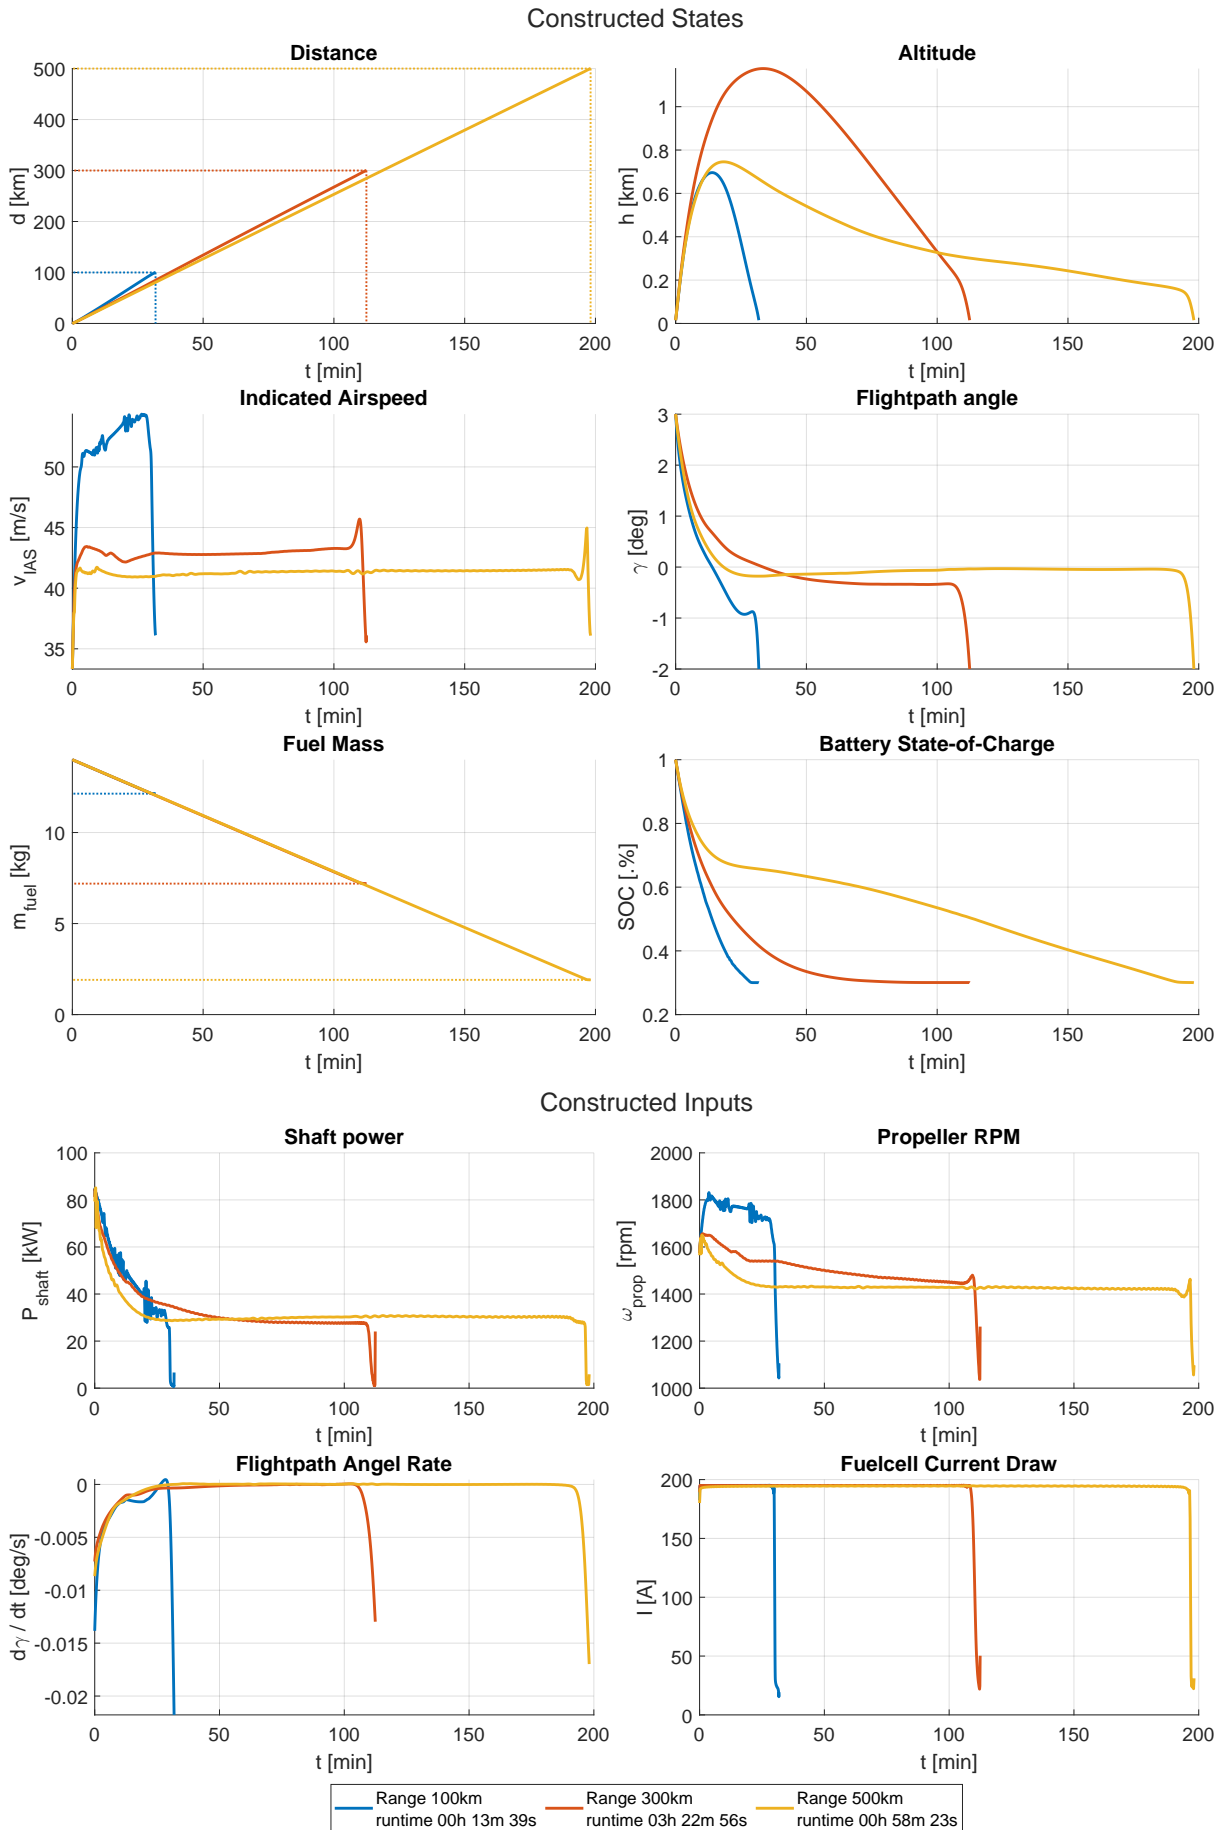 Constructed States
Distance
500
400
300
200
100
0
d [km]
0 50 100 150 200
t [min]
Altitude
1
0.8
0.6
0.4
0.2
0
h [km]
0 50 100 150 200
t [min]
Indicated Airspeed
50
45
40
35
v_IAS [m/s]
0 50 100 150 200
t [min]
Flightpath angle
3
2
1
0
-1
-2
γ [deg]
0 50 100 150 200
t [min]
Fuel Mass
10
5
0
m_fuel [kg]
0 50 100 150 200
t [min]
Battery State-of-Charge
1
0.8
0.6
0.4
0.2
SOC [.%]
0 50 100 150 200
t [min]
Constructed Inputs
Shaft power
100
80
60
40
20
0
P_shaft [kW]
0 50 100 150 200
t [min]
Propeller RPM
2000
1800
1600
1400
1200
1000
ω_prop [rpm]
0 50 100 150 200
t [min]
Flightpath Angel Rate
0
-0.005
-0.01
-0.015
-0.02
dγ / dt [deg/s]
0 50 100 150 200
t [min]
Fuelcell Current Draw
200
150
100
50
0
I [A]
0 50 100 150 200
t [min]
Range 100km
runtime 00h 13m 39s
Range 300km
runtime 03h 22m 56s
Range 500km
runtime 00h 58m 23s